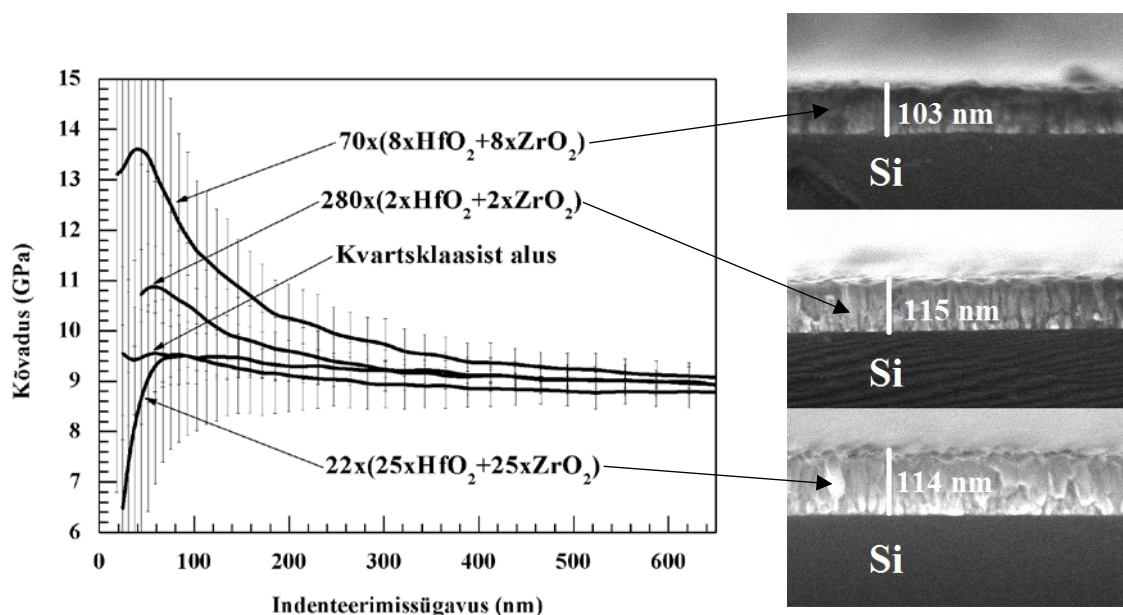 15
14
13
12
11
10
9
8
7
6
Kõvadus (GPa)
70x(8xHfO₂+8xZrO₂)
280x(2xHfO₂+2xZrO₂)
Kvartsklaasist alus
22x(25xHfO₂+25xZrO₂)
0 100 200 300 400 500 600
Indenteerimissügavus (nm)
103 nm
Si
115 nm
Si
114 nm
Si